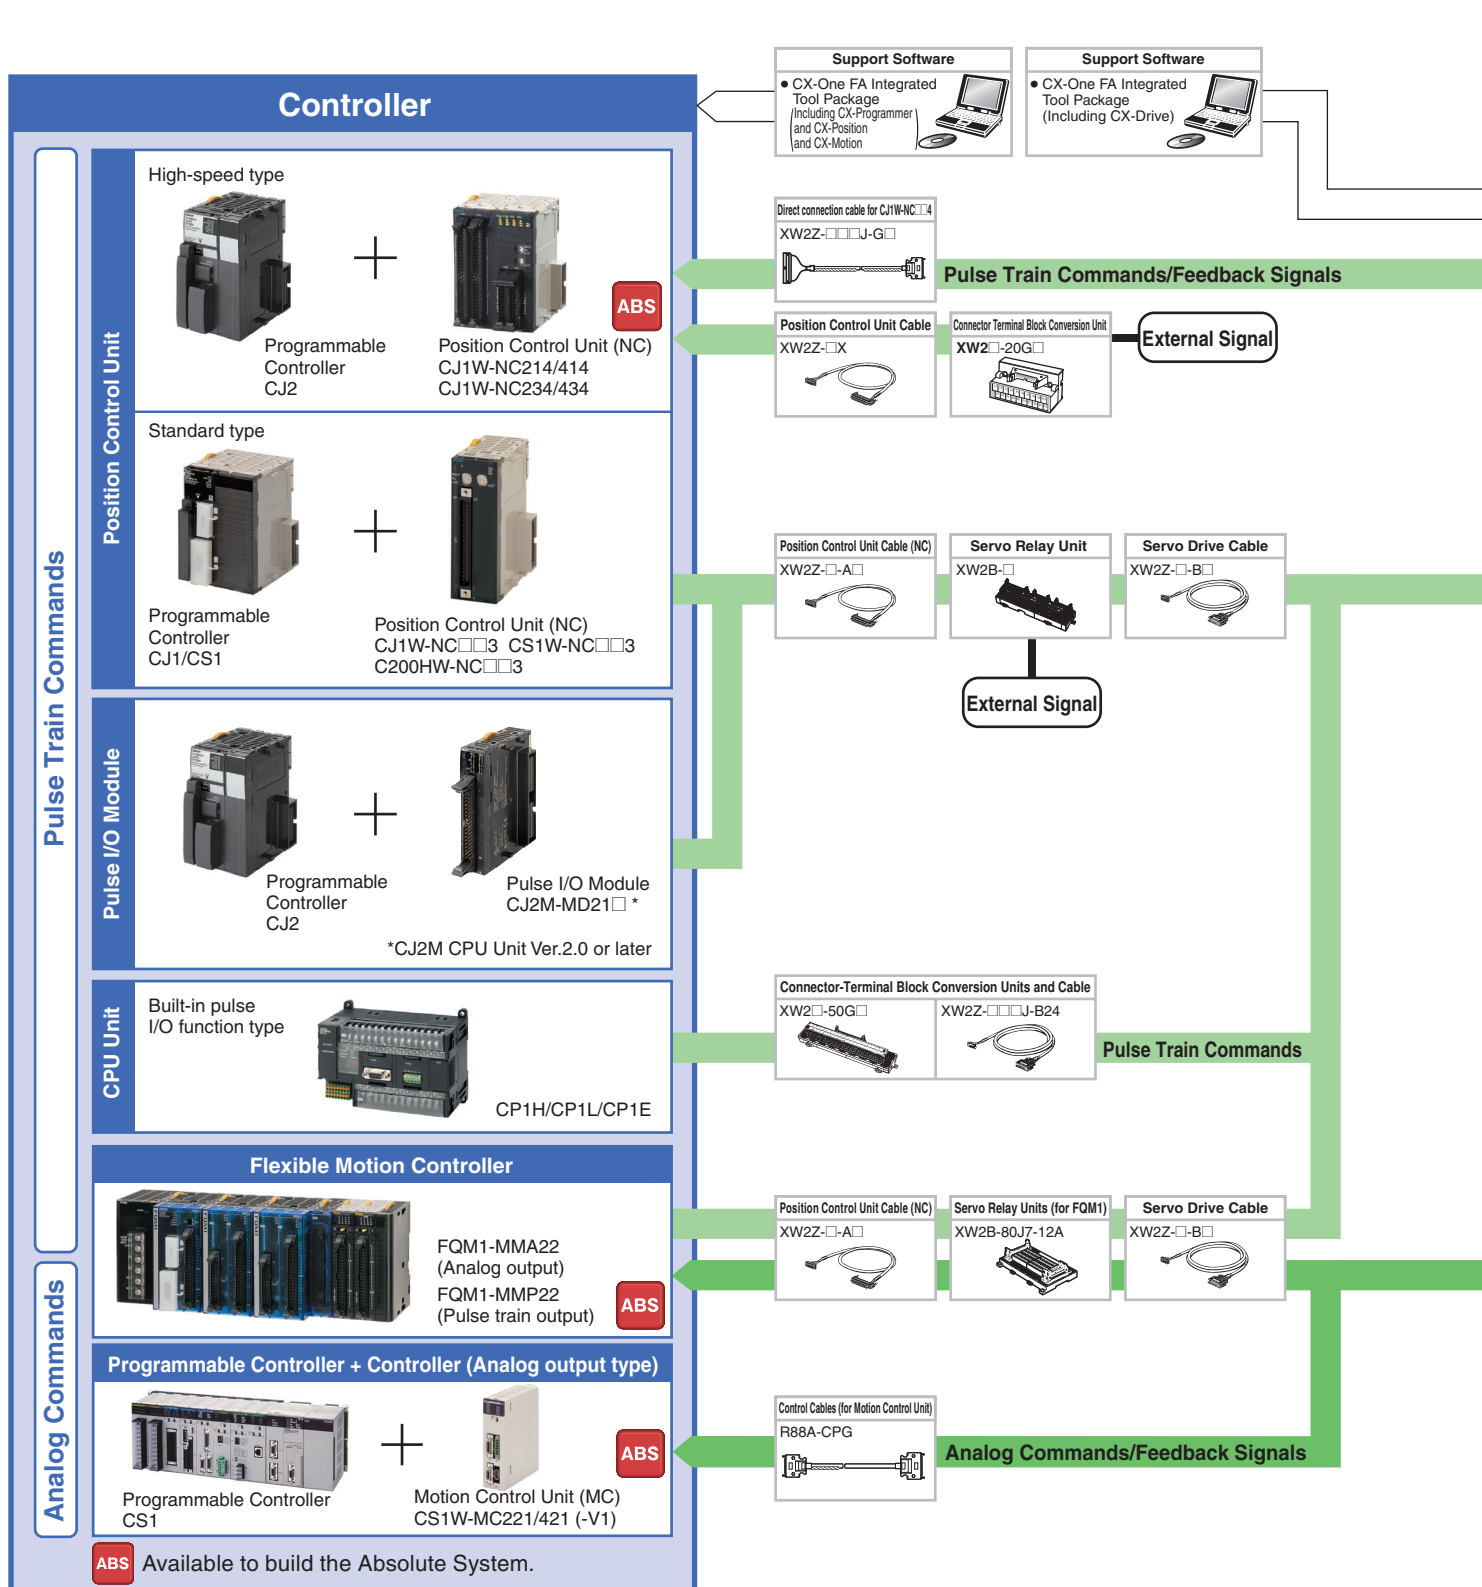 Support Software
● CX-One FA Integrated
Tool Package
(Including CX-Programmer
and CX-Position
and CX-Motion)
Support Software
● CX-One FA Integrated
Tool Package
(Including CX-Drive)
Controller
Pulse Train Commands
Analog Commands
Position Control Unit
High-speed type
Programmable
Controller
CJ2
Position Control Unit (NC)
CJ1W-NC214/414
CJ1W-NC234/434
ABS
Standard type
Programmable
Controller
CJ1/CS1
Position Control Unit (NC)
CJ1W-NC□□3 CS1W-NC□□3
C200HW-NC□□3
Pulse I/O Module
Programmable
Controller
CJ2
Pulse I/O Module
CJ2M-MD21□ *
*CJ2M CPU Unit Ver.2.0 or later
CPU Unit
Built-in pulse
I/O function type
CP1H/CP1L/CP1E
Flexible Motion Controller
FQM1-MMA22
(Analog output)
FQM1-MMP22
(Pulse train output)
ABS
Programmable Controller + Controller (Analog output type)
Programmable Controller
CS1
Motion Control Unit (MC)
CS1W-MC221/421 (-V1)
ABS
ABS Available to build the Absolute System.
Direct connection cable for CJ1W-NC□□4
XW2Z-□□□J-G□
Pulse Train Commands/Feedback Signals
Position Control Unit Cable
XW2Z-□X
Connector Terminal Block Conversion Unit
XW2□-20G□
External Signal
Position Control Unit Cable (NC)
XW2Z-□-A□
Servo Relay Unit
XW2B-□
Servo Drive Cable
XW2Z-□-B□
External Signal
Connector-Terminal Block Conversion Units and Cable
XW2□-50G□
XW2Z-□□□J-B24
Pulse Train Commands
Position Control Unit Cable (NC)
XW2Z-□-A□
Servo Relay Units (for FQM1)
XW2B-80J7-12A
Servo Drive Cable
XW2Z-□-B□
Control Cables (for Motion Control Unit)
R88A-CPG
Analog Commands/Feedback Signals